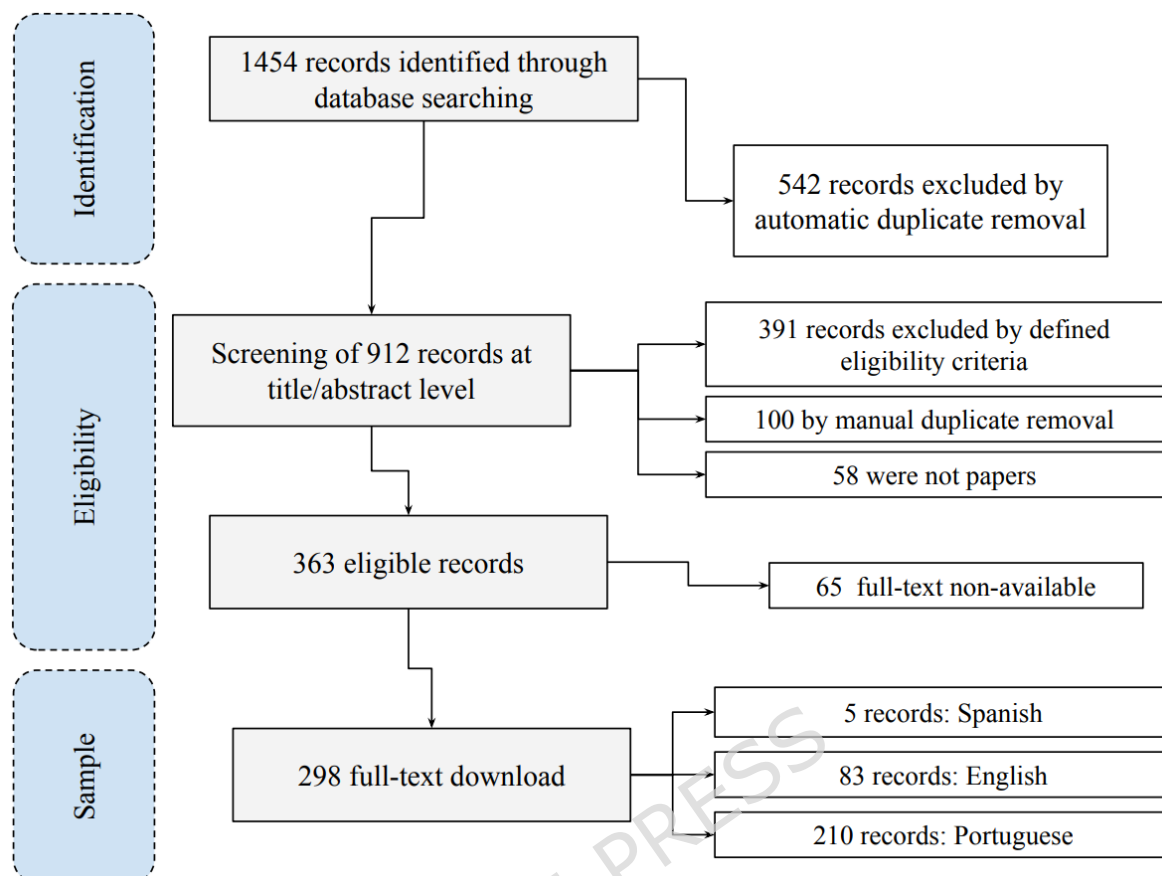 Identification
1454 records identified through
database searching
542 records excluded by
automatic duplicate removal
Eligibility
Screening of 912 records at
title/abstract level
391 records excluded by defined
eligibility criteria
100 by manual duplicate removal
58 were not papers
363 eligible records
65 full-text non-available
Sample
298 full-text download
5 records: Spanish
83 records: English
210 records: Portuguese
PRESS